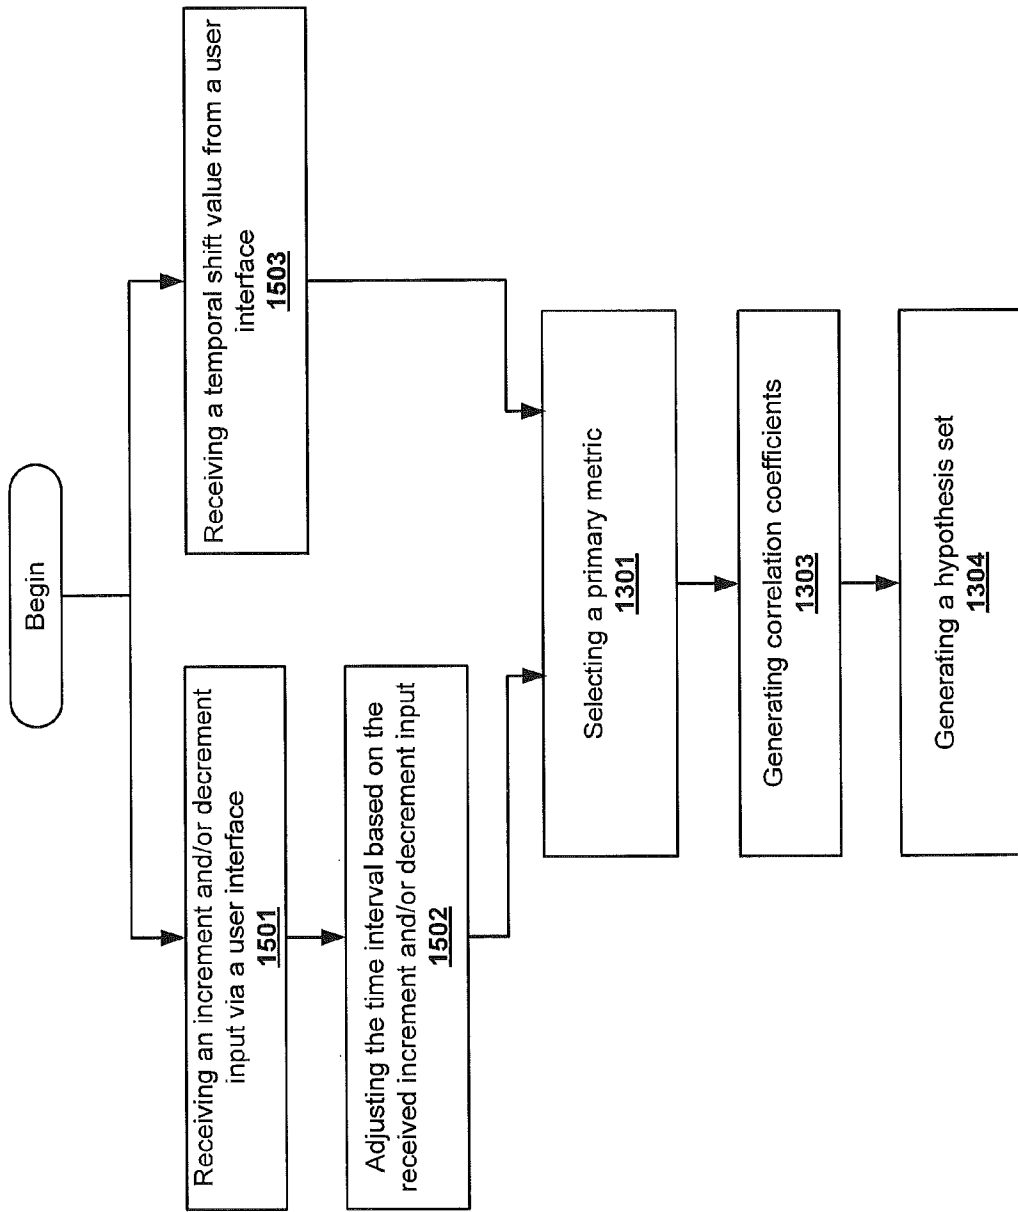 Begin
Receiving an increment and/or decrement
input via a user interface
1501
Adjusting the time interval based on the
received increment and/or decrement input
1502
Receiving a temporal shift value from a user
interface
1503
Selecting a primary metric
1301
Generating correlation coefficients
1303
Generating a hypothesis set
1304